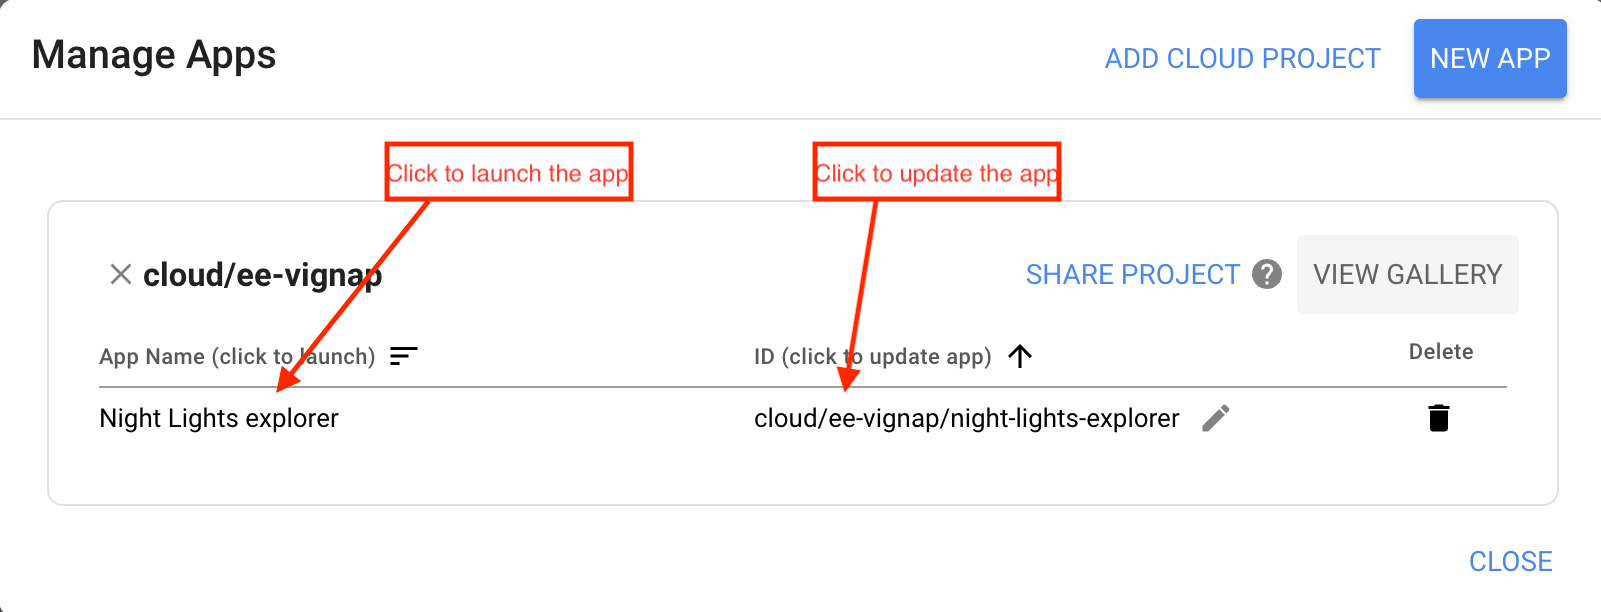 Manage Apps
ADD CLOUD PROJECT
NEW APP
Click to launch the app
Click to update the app
cloud/ee-vignap
SHARE PROJECT
?
VIEW GALLERY
App Name (click to launch)
ID (click to update app)
Delete
Night Lights explorer
cloud/ee-vignap/night-lights-explorer
CLOSE